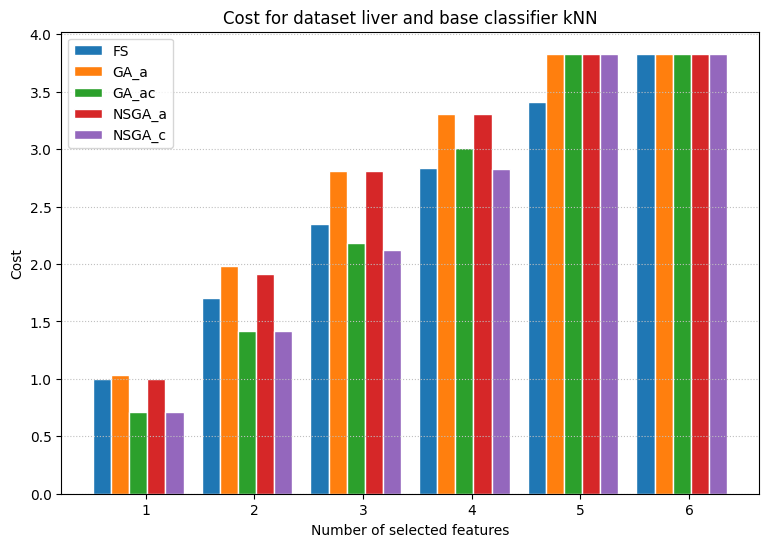 Cost for dataset liver and base classifier kNN
FS
GA_a
GA_ac
NSGA_a
NSGA_c
4.0
3.5
3.0
2.5
2.0
1.5
1.0
0.5
0.0
Cost
1 2 3 4 5 6
Number of selected features